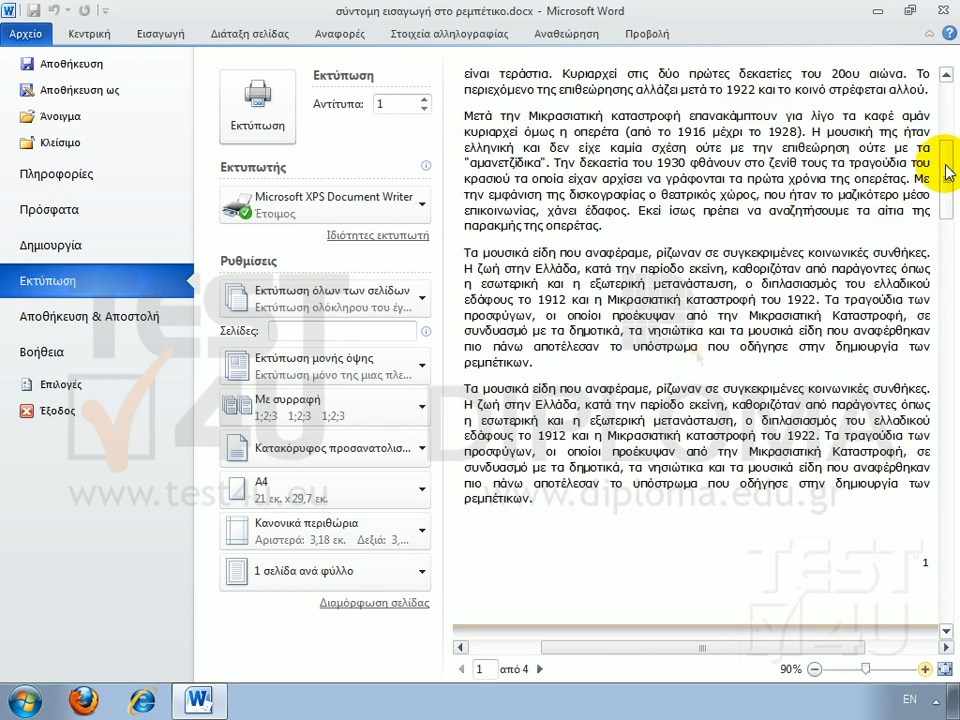 σύντομη εισαγωγή στο ρεμπέτικο.docx - Microsoft Word
Αρχείο Κεντρική Εισαγωγή Διάταξη σελίδας Αναφορές Στοιχεία αλληλογραφίας Αναθεώρηση Προβολή
Αποθήκευση
Αποθήκευση ως
Άνοιγμα
Κλείσιμο
Πληροφορίες
Πρόσφατα
Δημιουργία
Εκτύπωση
Αποθήκευση & Αποστολή
Βοήθεια
Επιλογές
Έξοδος
Εκτύπωση
Εκτύπωση
Αντίτυπα: 1
Εκτυπωτής
Microsoft XPS Document Writer
Έτοιμος
Ιδιότητες εκτυπωτή
Ρυθμίσεις
Εκτύπωση όλων των σελίδων
Εκτύπωση ολόκληρου του έγ...
Σελίδες:
Εκτύπωση μονής όψης
Εκτύπωση μόνο της μιας πλε...
Με συρραφή
1;2;3 1;2;3 1;2;3
Κατακόρυφος προσανατολισ...
A4
21 εκ. x 29,7 εκ.
Κανονικά περιθώρια
Αριστερά: 3,18 εκ. Δεξιά: 3,...
1 σελίδα ανά φύλλο
Διαμόρφωση σελίδας
είναι τεράστια. Κυριαρχεί στις δύο πρώτες δεκαετίες του 20ου αιώνα. Το
περιεχόμενο της επιθεώρησης αλλάζει μετά το 1922 και το κοινό στρέφεται αλλού.
Μετά την Μικρασιατική καταστροφή επανακάμπτουν για λίγο τα καφέ αμάν
κυριαρχεί όμως η οπερέτα (από το 1916 μέχρι το 1928). Η μουσική της ήταν
ελληνική και δεν είχε καμία σχέση ούτε με την επιθεώρηση ούτε με τα
"αμανετζίδικα". Την δεκαετία του 1930 φθάνουν στο ζενίθ τους τα τραγούδια του
κρασιού τα οποία είχαν αρχίσει να γράφονται τα πρώτα χρόνια της οπερέτας. Με
την εμφάνιση της δισκογραφίας ο θεατρικός χώρος, που ήταν το μαζικότερο μέσο
επικοινωνίας, χάνει έδαφος. Εκεί ίσως πρέπει να αναζητήσουμε τα αίτια της
παρακμής της οπερέτας.
Τα μουσικά είδη που αναφέραμε, ρίζωναν σε συγκεκριμένες κοινωνικές συνθήκες.
Η ζωή στην Ελλάδα, κατά την περίοδο εκείνη, καθοριζόταν από παράγοντες όπως
η εσωτερική και η εξωτερική μετανάστευση, ο διπλασιασμός του ελλαδικού
εδάφους το 1912 και η Μικρασιατική καταστροφή του 1922. Τα τραγούδια των
προσφύγων, οι οποίοι προέκυψαν από την Μικρασιατική Καταστροφή, σε
συνδυασμό με τα δημοτικά, τα νησιώτικα και τα μουσικά είδη που αναφέρθηκαν
πιο πάνω αποτέλεσαν το υπόστρωμα που οδήγησε στην δημιουργία των
ρεμπέτικων.
Τα μουσικά είδη που αναφέραμε, ρίζωναν σε συγκεκριμένες κοινωνικές συνθήκες.
Η ζωή στην Ελλάδα, κατά την περίοδο εκείνη, καθοριζόταν από παράγοντες όπως
η εσωτερική και η εξωτερική μετανάστευση, ο διπλασιασμός του ελλαδικού
εδάφους το 1912 και η Μικρασιατική καταστροφή του 1922. Τα τραγούδια των
προσφύγων, οι οποίοι προέκυψαν από την Μικρασιατική Καταστροφή, σε
συνδυασμό με τα δημοτικά, τα νησιώτικα και τα μουσικά είδη που αναφέρθηκαν
πιο πάνω αποτέλεσαν το υπόστρωμα που οδήγησε στην δημιουργία των
ρεμπέτικων.
1
1 από 4
90%
TEST4U
www.test4u.eu
DIPLOMA
www.diploma.edu.gr
TEST4U
EN